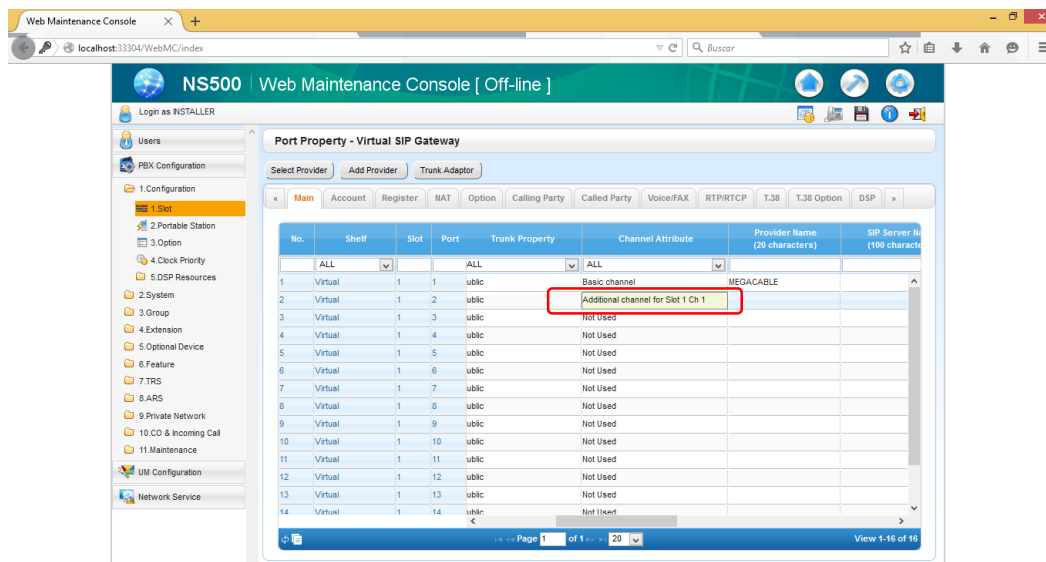 Web Maintenance Console
localhost:33304/WebMC/index
Buscar
NS500 Web Maintenance Console [ Off-line ]
Login as INSTALLER
Users
PBX Configuration
1.Configuration
1.Slot
2.Portable Station
3.Option
4.Clock Priority
5.DSP Resources
2.System
3.Group
4.Extension
5.Optional Device
6.Feature
7.TRS
8.ARS
9.Private Network
10.CO & Incoming Call
11.Maintenance
UM Configuration
Network Service
Port Property - Virtual SIP Gateway
Select Provider Add Provider Trunk Adaptor
« Main Account Register NAT Option Calling Party Called Party Voice/FAX RTP/RTCP T.38 T.38 Option DSP »
No. Shelf Slot Port Trunk Property Channel Attribute Provider Name (20 characters) SIP Server Na (100 characte
ALL ALL ALL
1 Virtual 1 1 ublic Basic channel MEGACABLE
2 Virtual 1 2 ublic Additional channel for Slot 1 Ch 1
3 Virtual 1 3 ublic Not Used
4 Virtual 1 4 ublic Not Used
5 Virtual 1 5 ublic Not Used
6 Virtual 1 6 ublic Not Used
7 Virtual 1 7 ublic Not Used
8 Virtual 1 8 ublic Not Used
9 Virtual 1 9 ublic Not Used
10 Virtual 1 10 ublic Not Used
11 Virtual 1 11 ublic Not Used
12 Virtual 1 12 ublic Not Used
13 Virtual 1 13 ublic Not Used
14 Virtual 1 14 ublic Not Used
Page 1 of 1 20 View 1-16 of 16